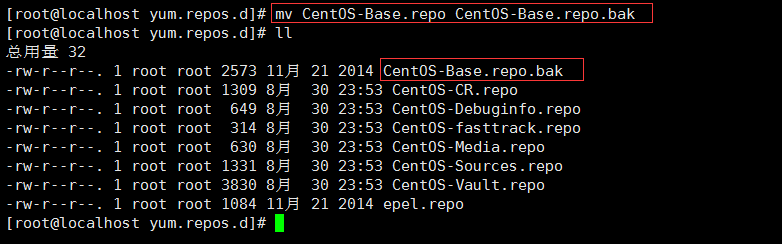 [root@localhost yum.repos.d]# mv CentOS-Base.repo CentOS-Base.repo.bak
[root@localhost yum.repos.d]# ll
总用量 32
-rw-r--r--. 1 root root 2573 11月 21 2014 CentOS-Base.repo.bak
-rw-r--r--. 1 root root 1309 8月  30 23:53 CentOS-CR.repo
-rw-r--r--. 1 root root  649 8月  30 23:53 CentOS-Debuginfo.repo
-rw-r--r--. 1 root root  314 8月  30 23:53 CentOS-fasttrack.repo
-rw-r--r--. 1 root root  630 8月  30 23:53 CentOS-Media.repo
-rw-r--r--. 1 root root 1331 8月  30 23:53 CentOS-Sources.repo
-rw-r--r--. 1 root root 3830 8月  30 23:53 CentOS-Vault.repo
-rw-r--r--. 1 root root 1084 11月 21 2014 epel.repo
[root@localhost yum.repos.d]#